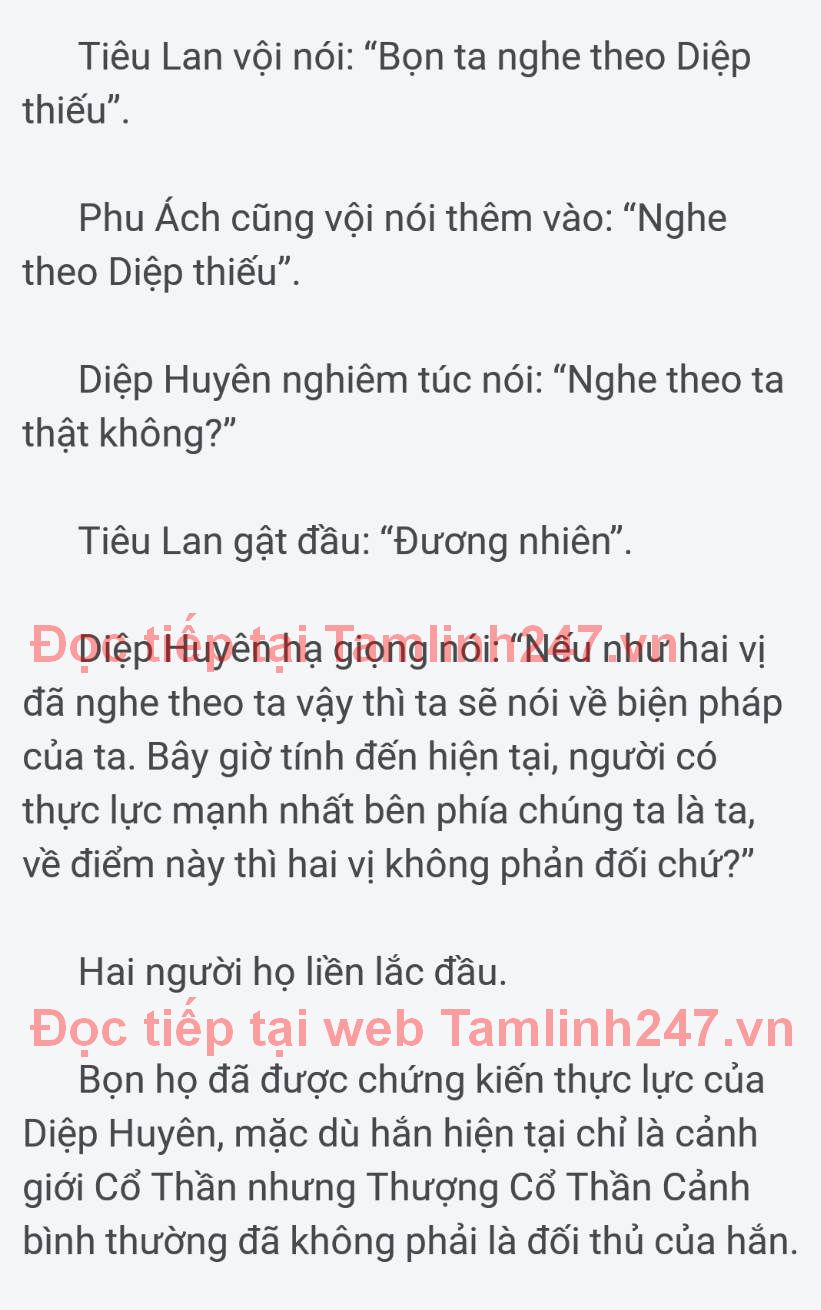 Tiêu Lan vội nói: “Bọn ta nghe theo Diệp
thiếu”.
Phu Ách cũng vội nói thêm vào: “Nghe
theo Diệp thiếu”.
Diệp Huyên nghiêm túc nói: “Nghe theo ta
thật không?”
Tiêu Lan gật đầu: “Đương nhiên”.
Đọc tiếp tại Tamlinh247.vn
Diệp Huyên hạ giọng nói: “Nếu như hai vị
đã nghe theo ta vậy thì ta sẽ nói về biện pháp
của ta. Bây giờ tính đến hiện tại, người có
thực lực mạnh nhất bên phía chúng ta là ta,
về điểm này thì hai vị không phản đối chứ?”
Hai người họ liền lắc đầu.
Đọc tiếp tại web Tamlinh247.vn
Bọn họ đã được chứng kiến thực lực của
Diệp Huyên, mặc dù hắn hiện tại chỉ là cảnh
giới Cổ Thần nhưng Thượng Cổ Thần Cảnh
bình thường đã không phải là đối thủ của hắn.